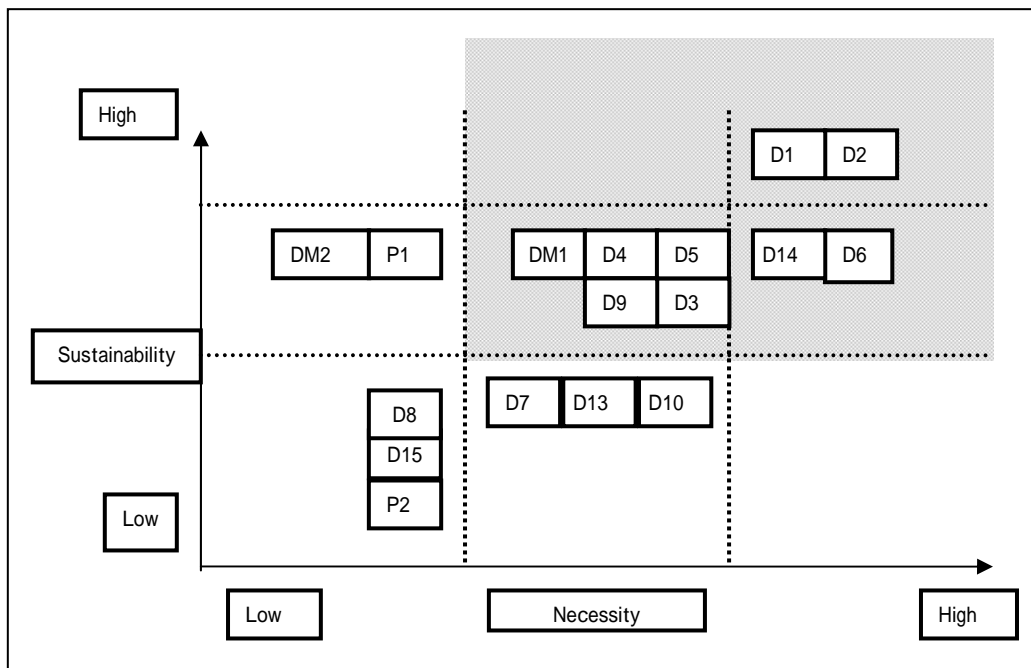 High
D1 D2
DM2 P1 DM1 D4 D5 D14 D6
D9 D3
Sustainability
D7 D13 D10
D8
D15
P2
Low
Low Necessity High